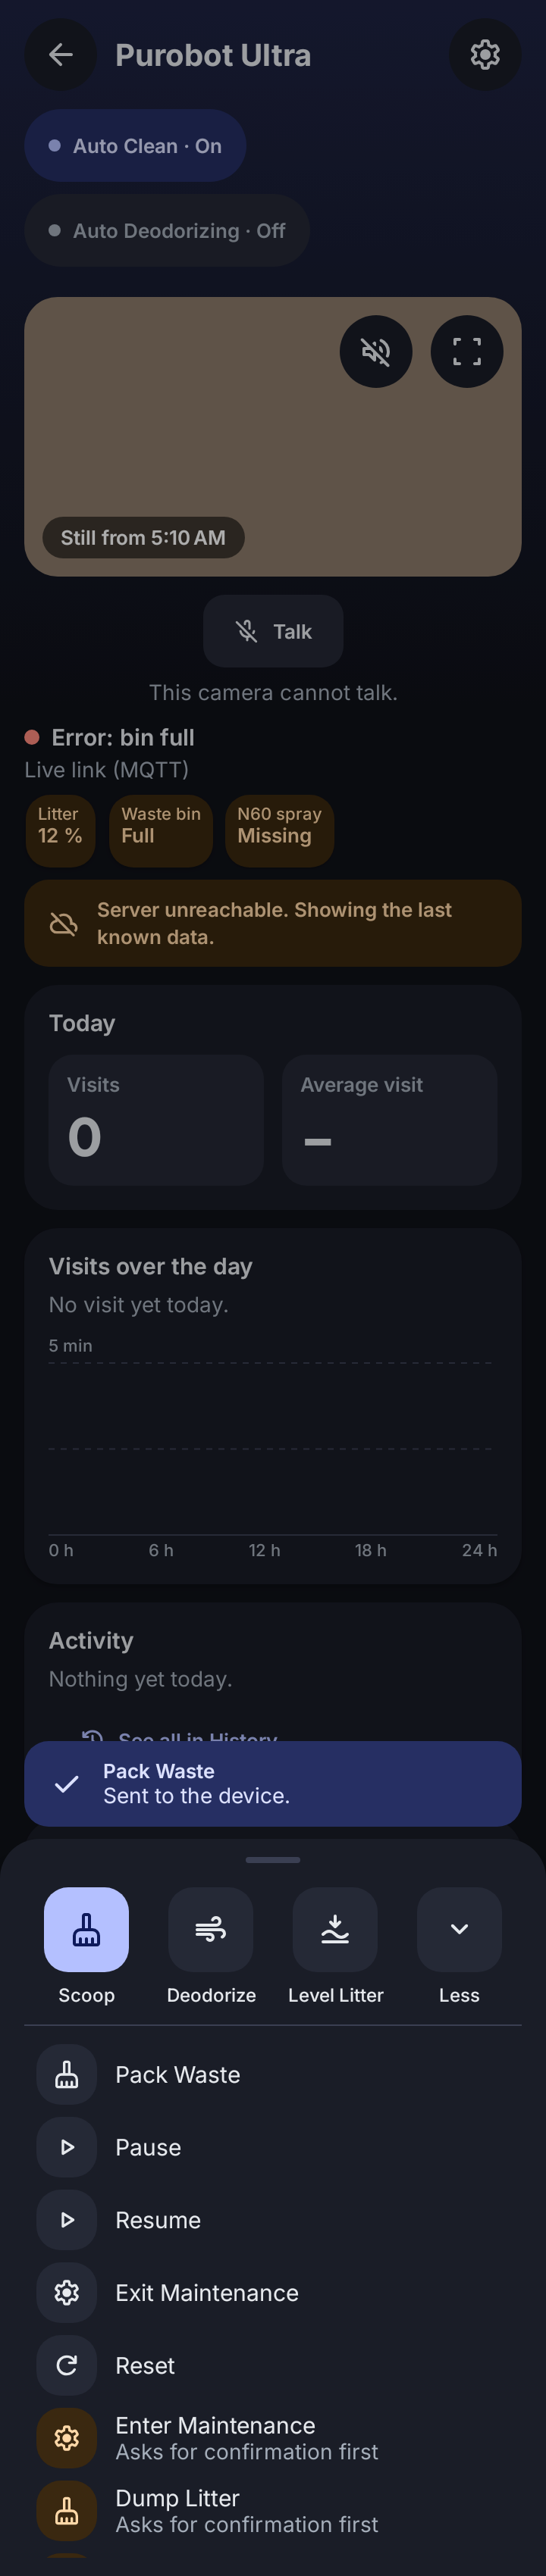 Purobot Ultra
Auto Clean · On
Auto Deodorizing · Off
Still from 5:10 AM
Talk
This camera cannot talk.
Error: bin full
Live link (MQTT)
Litter
12 %
Waste bin
Full
N60 spray
Missing
Server unreachable. Showing the last
known data.
Today
Visits
0
Average visit
–
Visits over the day
No visit yet today.
5 min
0 h 6 h 12 h 18 h 24 h
Activity
Nothing yet today.
See all in History
Pack Waste
Sent to the device.
Scoop Deodorize Level Litter Less
Pack Waste
Pause
Resume
Exit Maintenance
Reset
Enter Maintenance
Asks for confirmation first
Dump Litter
Asks for confirmation first